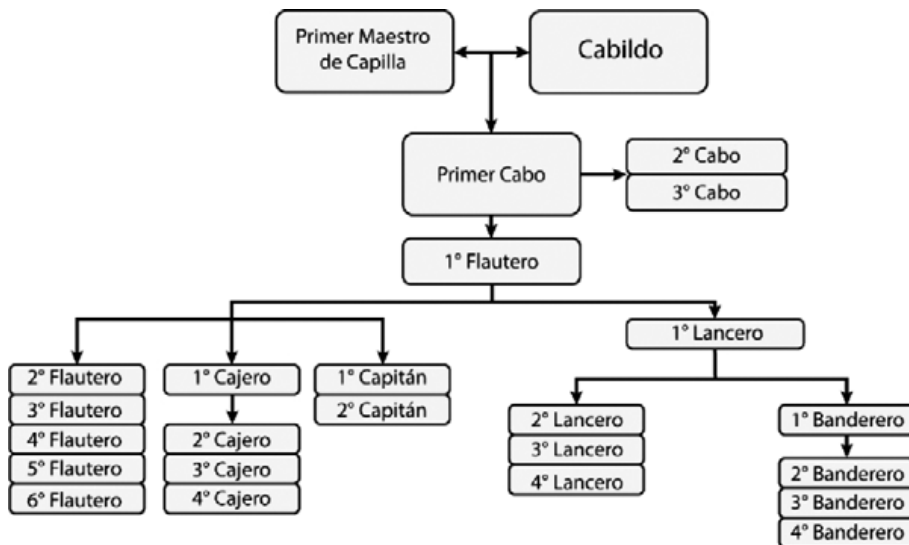 Primer Maestro
de Capilla
Cabildo
Primer Cabo
2° Cabo
3° Cabo
1° Flautero
1° Lancero
2° Flautero
3° Flautero
4° Flautero
5° Flautero
6° Flautero
1° Cajero
2° Cajero
3° Cajero
4° Cajero
1° Capitán
2° Capitán
2° Lancero
3° Lancero
4° Lancero
1° Banderero
2° Banderero
3° Banderero
4° Banderero